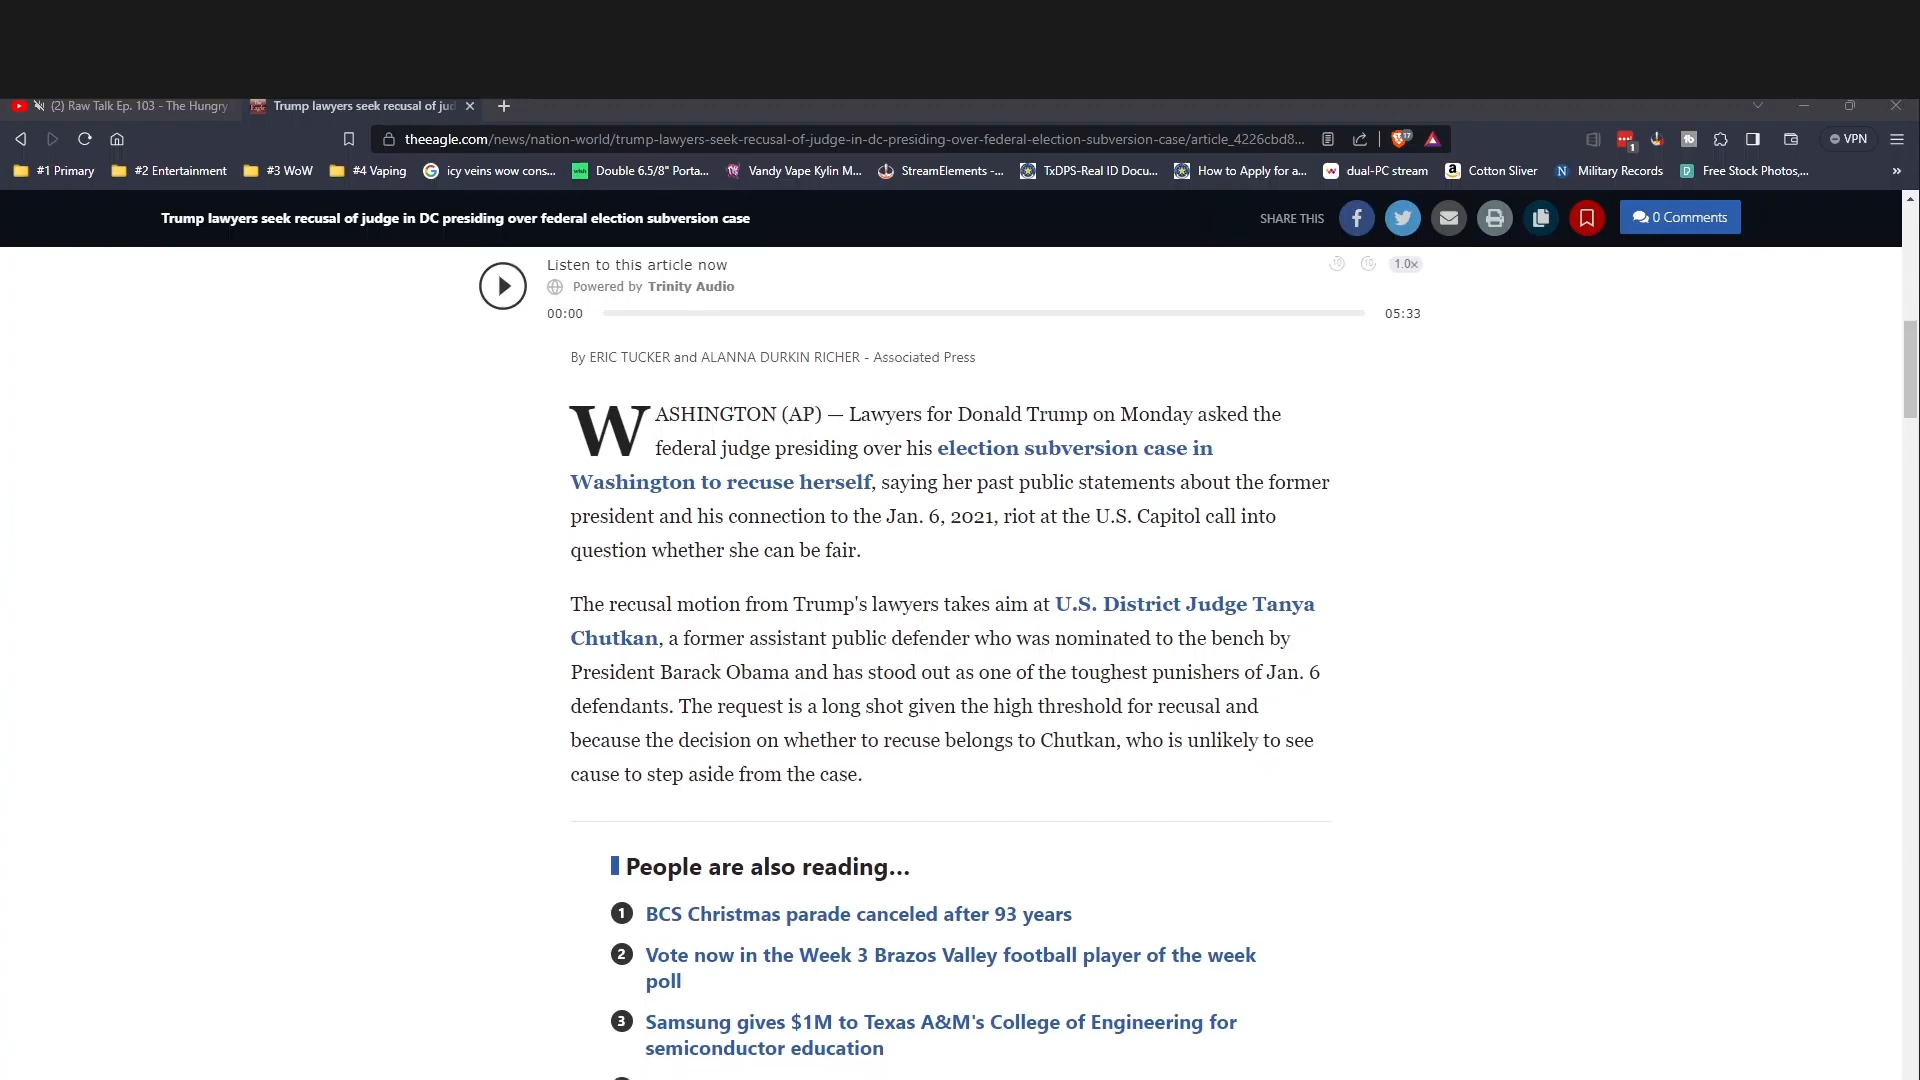 (2) Raw Talk Ep. 103 - The Hungry
Trump lawyers seek recusal of jud
theeagle.com/news/nation-world/trump-lawyers-seek-recusal-of-judge-in-dc-presiding-over-federal-election-subversion-case/article_4226cbd8...
17
1
VPN
#1 Primary
#2 Entertainment
#3 WoW
#4 Vaping
icy veins wow cons...
Double 6.5/8" Porta...
Vandy Vape Kylin M...
StreamElements -...
TxDPS-Real ID Docu...
How to Apply for a...
dual-PC stream
Cotton Sliver
Military Records
Free Stock Photos,...
»
Trump lawyers seek recusal of judge in DC presiding over federal election subversion case
SHARE THIS
0 Comments
Listen to this article now
10
10
1.0x
Powered by Trinity Audio
00:00
05:33
By ERIC TUCKER and ALANNA DURKIN RICHER - Associated Press
WASHINGTON (AP) — Lawyers for Donald Trump on Monday asked the
federal judge presiding over his election subversion case in
Washington to recuse herself, saying her past public statements about the former
president and his connection to the Jan. 6, 2021, riot at the U.S. Capitol call into
question whether she can be fair.
The recusal motion from Trump's lawyers takes aim at U.S. District Judge Tanya
Chutkan, a former assistant public defender who was nominated to the bench by
President Barack Obama and has stood out as one of the toughest punishers of Jan. 6
defendants. The request is a long shot given the high threshold for recusal and
because the decision on whether to recuse belongs to Chutkan, who is unlikely to see
cause to step aside from the case.
People are also reading…
1 BCS Christmas parade canceled after 93 years
2 Vote now in the Week 3 Brazos Valley football player of the week
poll
3 Samsung gives $1M to Texas A&M's College of Engineering for
semiconductor education